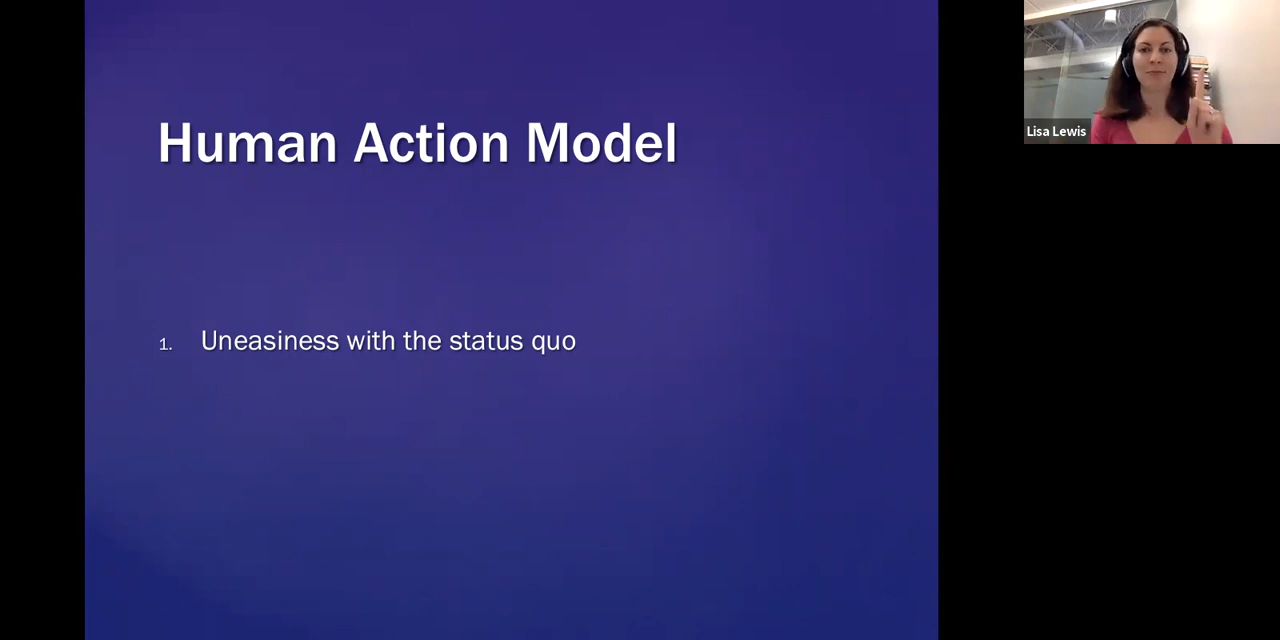 Human Action Model
1. Uneasiness with the status quo
Lisa Lewis